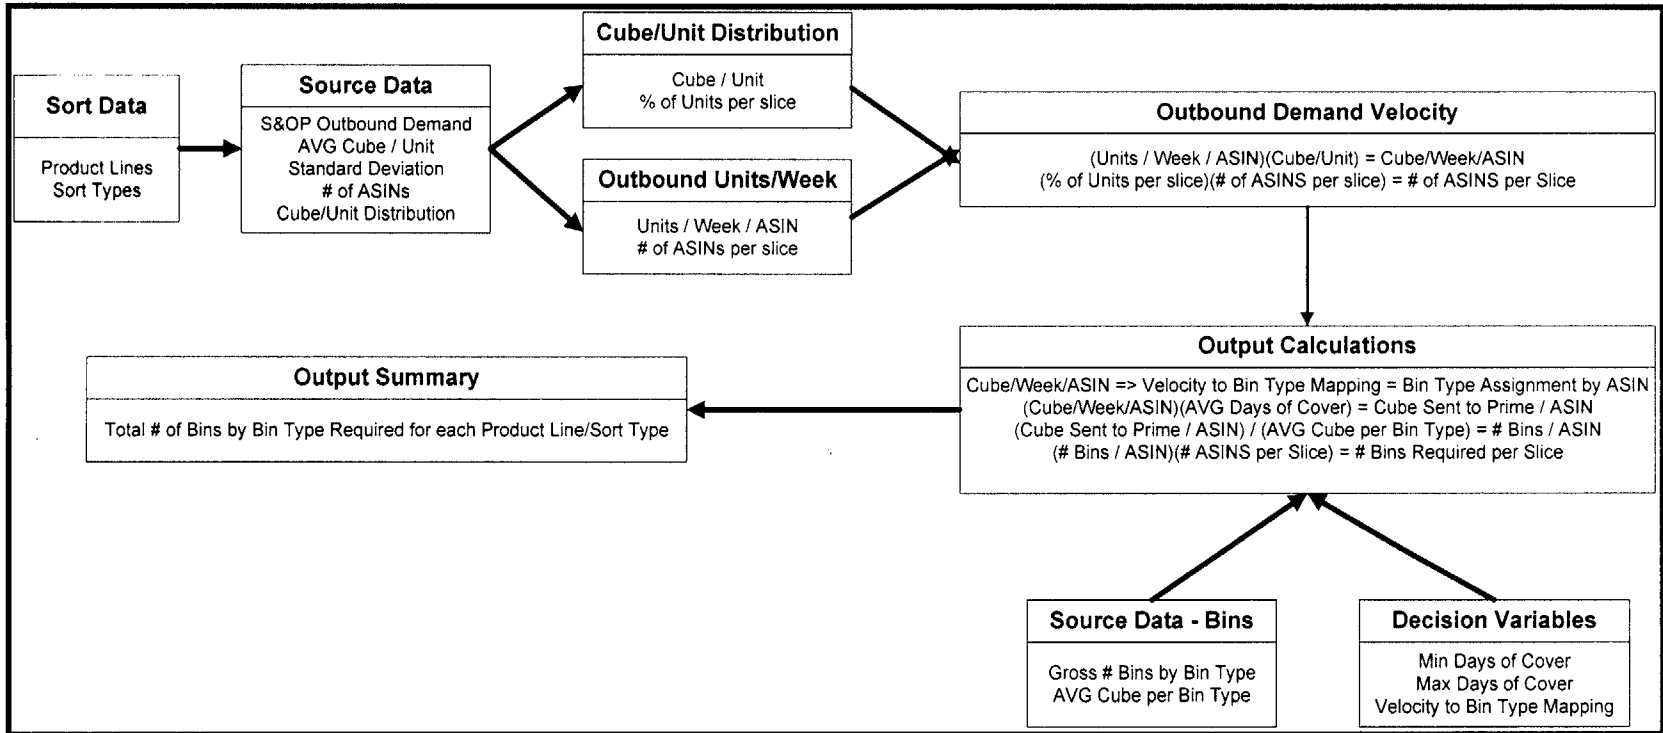 Sort Data
Product Lines
Sort Types
Source Data
S&OP Outbound Demand
AVG Cube / Unit
Standard Deviation
# of ASINs
Cube/Unit Distribution
Cube/Unit Distribution
Cube / Unit
% of Units per slice
Outbound Units/Week
Units / Week / ASIN
# of ASINs per slice
Outbound Demand Velocity
(Units / Week / ASIN)(Cube/Unit) = Cube/Week/ASIN
(% of Units per slice)(# of ASINS per slice) = # of ASINS per Slice
Output Calculations
Cube/Week/ASIN => Velocity to Bin Type Mapping = Bin Type Assignment by ASIN
(Cube/Week/ASIN)(AVG Days of Cover) = Cube Sent to Prime / ASIN
(Cube Sent to Prime / ASIN) / (AVG Cube per Bin Type) = # Bins / ASIN
(# Bins / ASIN)(# ASINS per Slice) = # Bins Required per Slice
Output Summary
Total # of Bins by Bin Type Required for each Product Line/Sort Type
Source Data - Bins
Gross # Bins by Bin Type
AVG Cube per Bin Type
Decision Variables
Min Days of Cover
Max Days of Cover
Velocity to Bin Type Mapping